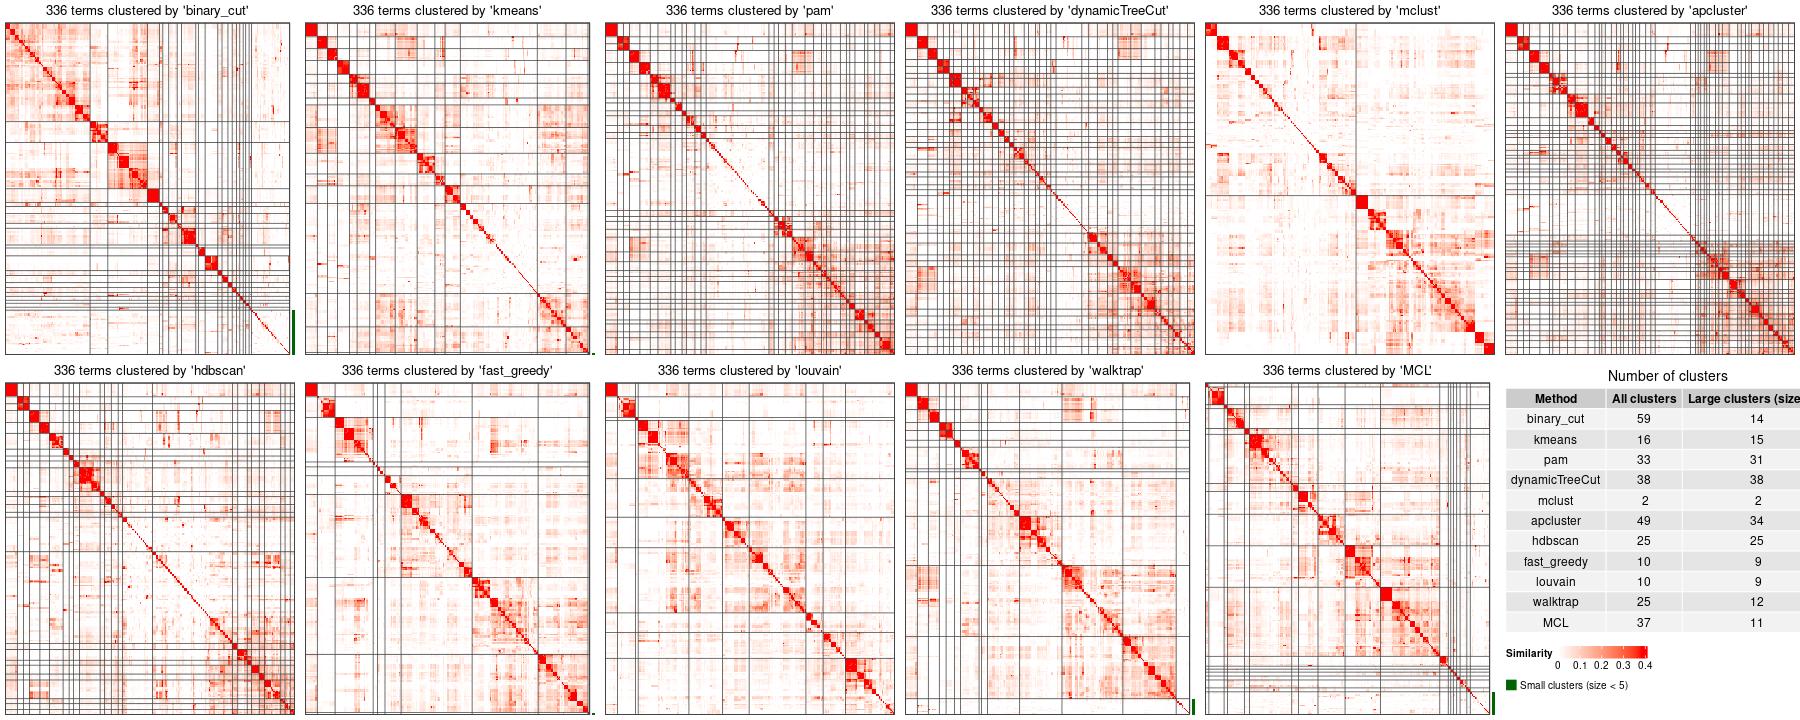 336 terms clustered by 'binary_cut'
336 terms clustered by 'kmeans'
336 terms clustered by 'pam'
336 terms clustered by 'dynamicTreeCut'
336 terms clustered by 'mclust'
336 terms clustered by 'apcluster'
336 terms clustered by 'hdbscan'
336 terms clustered by 'fast_greedy'
336 terms clustered by 'louvain'
336 terms clustered by 'walktrap'
336 terms clustered by 'MCL'
Number of clusters
Method All clusters Large clusters (size
binary_cut 59 14
kmeans 16 15
pam 33 31
dynamicTreeCut 38 38
mclust 2 2
apcluster 49 34
hdbscan 25 25
fast_greedy 10 9
louvain 10 9
walktrap 25 12
MCL 37 11
Similarity
0 0.1 0.2 0.3 0.4
Small clusters (size < 5)